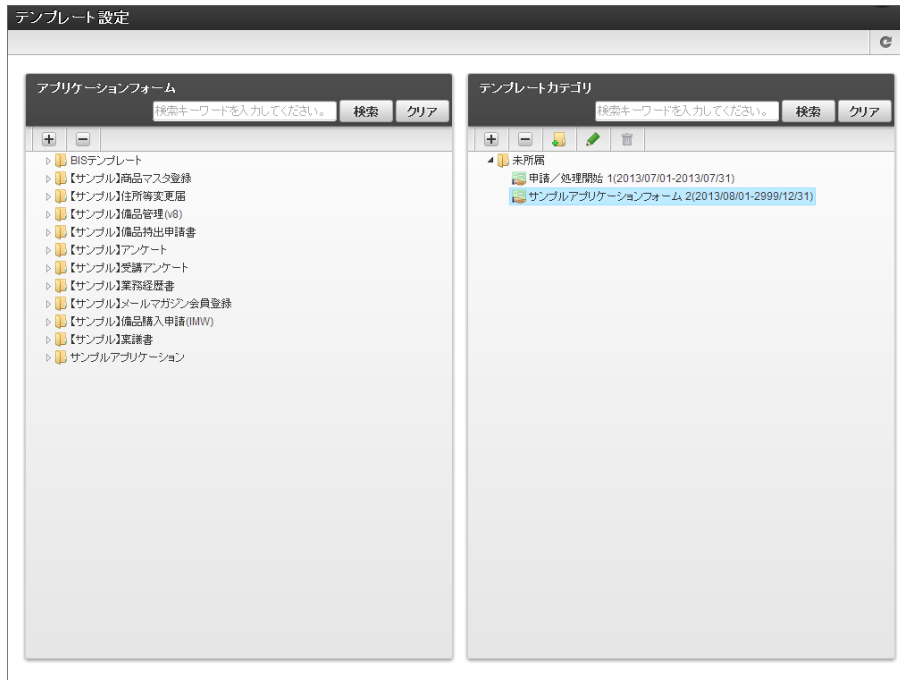 テンプレート設定
アプリケーションフォーム
検索キーワードを入力してください。 検索 クリア
BISテンプレート
【サンプル】商品マスタ登録
【サンプル】住所等変更届
【サンプル】備品管理(v8)
【サンプル】備品持出申請書
【サンプル】アンケート
【サンプル】受講アンケート
【サンプル】業務経歴書
【サンプル】メールマガジン会員登録
【サンプル】備品購入申請(IMW)
【サンプル】稟議書
サンプルアプリケーション
テンプレートカテゴリ
検索キーワードを入力してください。 検索 クリア
未所属
申請／処理開始 1(2013/07/01-2013/07/31)
サンプルアプリケーションフォーム 2(2013/08/01-2999/12/31)